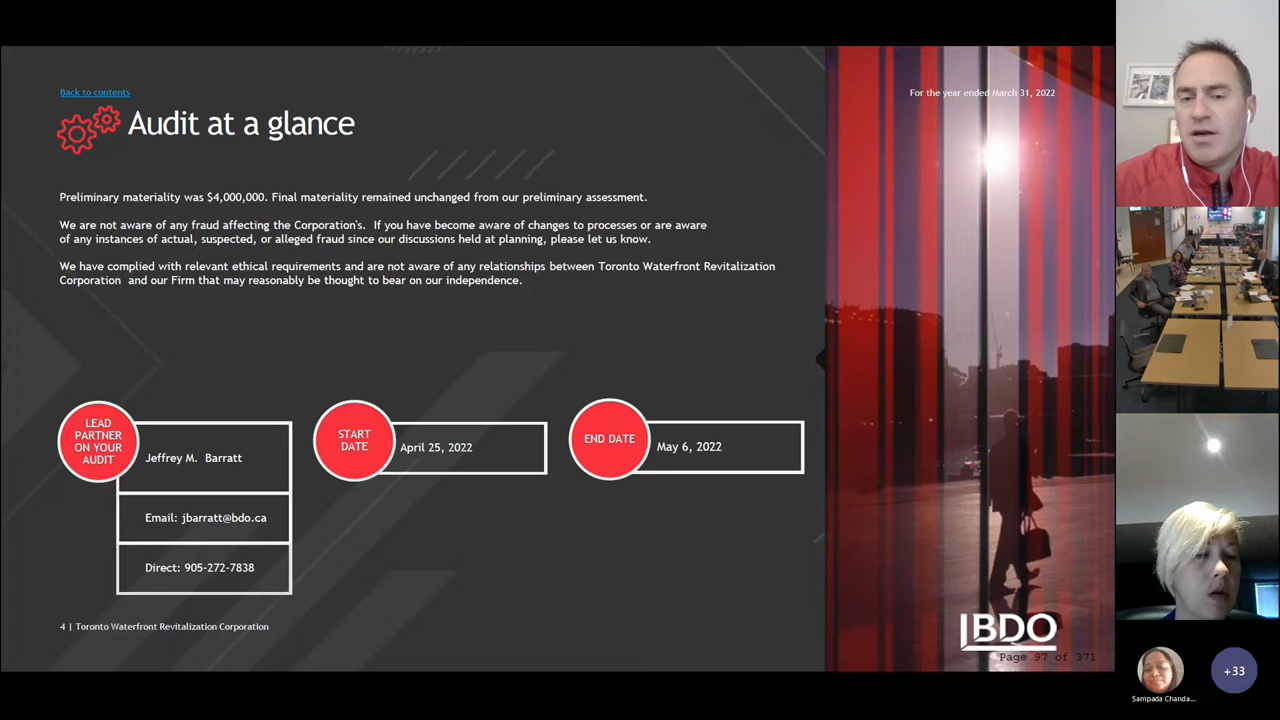 Back to contents
For the year ended March 31, 2022
Audit at a glance
Preliminary materiality was $4,000,000. Final materiality remained unchanged from our preliminary assessment.
We are not aware of any fraud affecting the Corporation's. If you have become aware of changes to processes or are aware
of any instances of actual, suspected, or alleged fraud since our discussions held at planning, please let us know.
We have complied with relevant ethical requirements and are not aware of any relationships between Toronto Waterfront Revitalization
Corporation and our Firm that may reasonably be thought to bear on our independence.
LEAD
PARTNER
ON YOUR
AUDIT
Jeffrey M. Barratt
Email: jbarratt@bdo.ca
Direct: 905-272-7838
START
DATE
April 25, 2022
END DATE
May 6, 2022
4 | Toronto Waterfront Revitalization Corporation
BDO
Page 97 of 371
Sampada Chanda...
+33